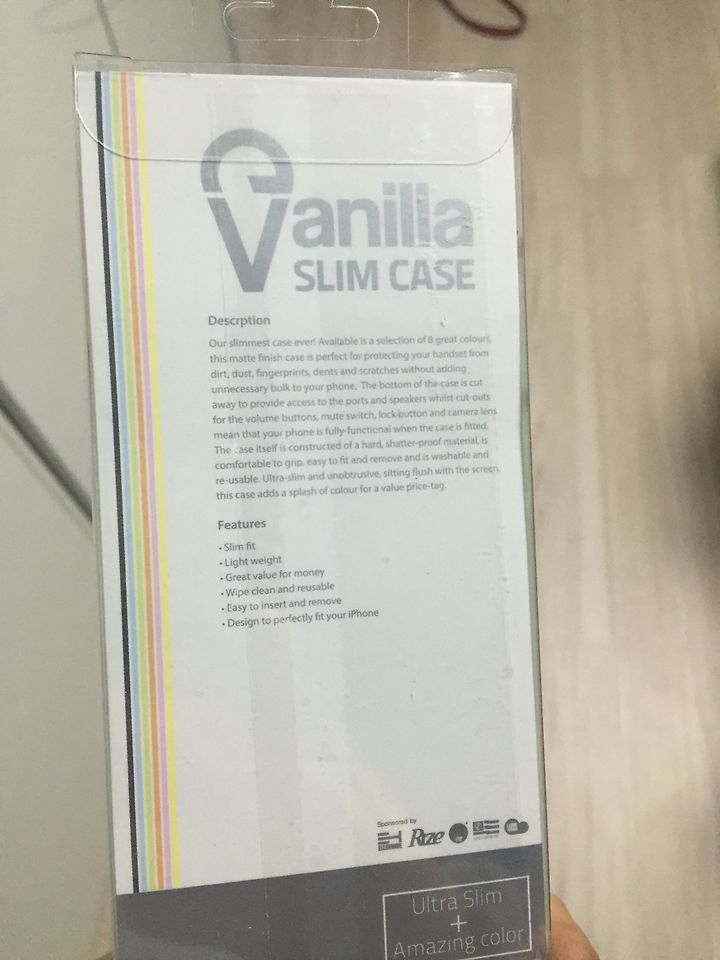 Vanilla
SLIM CASE
Descrption
Our slimmest case ever! Available is a selection of 8 great colours,
this matte finish case is perfect for protecting your handset from
dirt, dust, fingerprints, dents and scratches without adding
unnecessary bulk to your phone. The bottom of the case is cut
away to provide access to the ports and speakers whilst cut-outs
for the volume buttons, mute switch, lock button and camera lens
mean that your phone is fully-functional when the case is fitted.
The case itself is constructed of a hard, shatter-proof material, is
comfortable to grip, easy to fit and remove and is washable and
re-usable. Ultra-slim and unobtrusive, sitting flush with the screen,
this case adds a splash of colour for a value price-tag.
Features
• Slim fit
• Light weight
• Great value for money
• Wipe clean and reusable
• Easy to insert and remove
• Design to perfectly fit your iPhone
Sponsored by
Roze
Ultra Slim
+
Amazing color